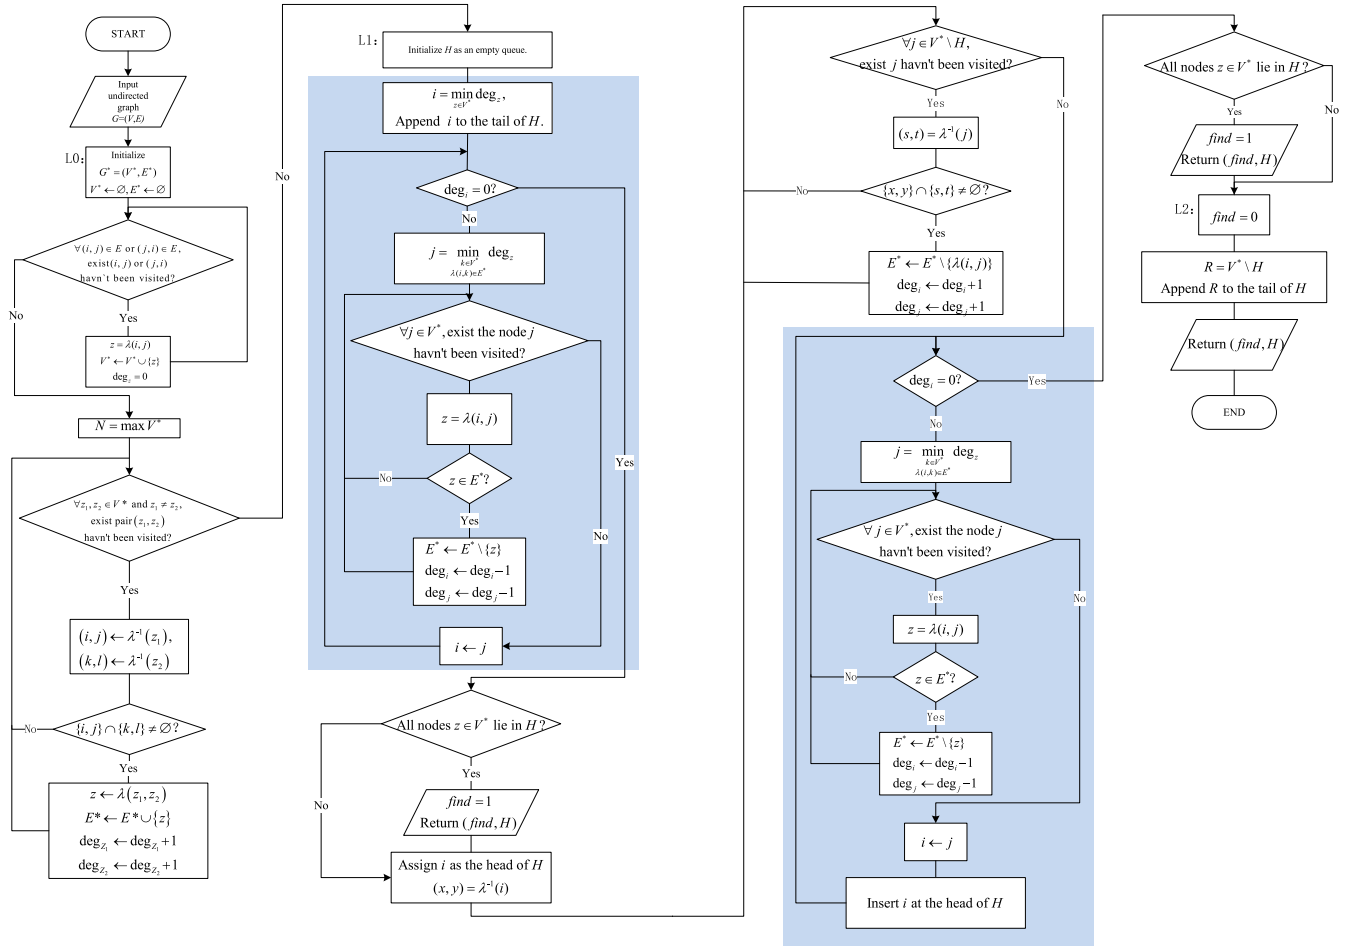 START
Input
undirected
graph
G=(V,E)
L0:
Initialize
G* = (V*, E*)
V* ← ∅, E* ← ∅
∀(i, j) ∈ E or (j, i) ∈ E,
exist(i, j) or (j, i)
havn`t been visited?
No
Yes
z = λ(i, j)
V* ← V* ∪ {z}
deg_z = 0
N = max V*
∀z₁, z₂ ∈ V* and z₁ ≠ z₂,
exist pair (z₁, z₂)
havn't been visited?
No
Yes
(i, j) ← λ⁻¹(z₁),
(k, l) ← λ⁻¹(z₂)
{i, j} ∩ {k, l} ≠ ∅?
No
Yes
z ← λ(z₁, z₂)
E* ← E* ∪ {z}
deg_Z₁ ← deg_Z₁ +1
deg_Z₂ ← deg_Z₂ +1
L1:
Initialize H as an empty queue.
i = min deg_z,
z∈V*
Append i to the tail of H.
deg_i = 0?
No
Yes
j = min deg_z
k∈V*
λ(i,k)∈E*
∀j ∈ V*, exist the node j
havn't been visited?
No
z = λ(i, j)
z ∈ E*?
No
Yes
E* ← E* \ {z}
deg_i ← deg_i −1
deg_j ← deg_j −1
i ← j
All nodes z ∈ V* lie in H?
No
Yes
find = 1
Return (find, H)
Assign i as the head of H
(x, y) = λ⁻¹(i)
∀j ∈ V* \ H,
exist j havn't been visited?
No
Yes
(s, t) = λ⁻¹(j)
{x, y} ∩ {s, t} ≠ ∅?
No
Yes
E* ← E* \ {λ(i, j)}
deg_i ← deg_i +1
deg_j ← deg_j +1
deg_i = 0?
Yes
No
j = min deg_z
k∈V*
λ(i,k)∈E*
∀ j ∈ V*, exist the node j
havn't been visited?
No
Yes
z = λ(i, j)
z ∈ E*?
No
Yes
E* ← E* \ {z}
deg_i ← deg_i −1
deg_j ← deg_j −1
i ← j
Insert i at the head of H
All nodes z ∈ V* lie in H?
No
Yes
find = 1
Return (find, H)
L2:
find = 0
R = V* \ H
Append R to the tail of H
Return (find, H)
END